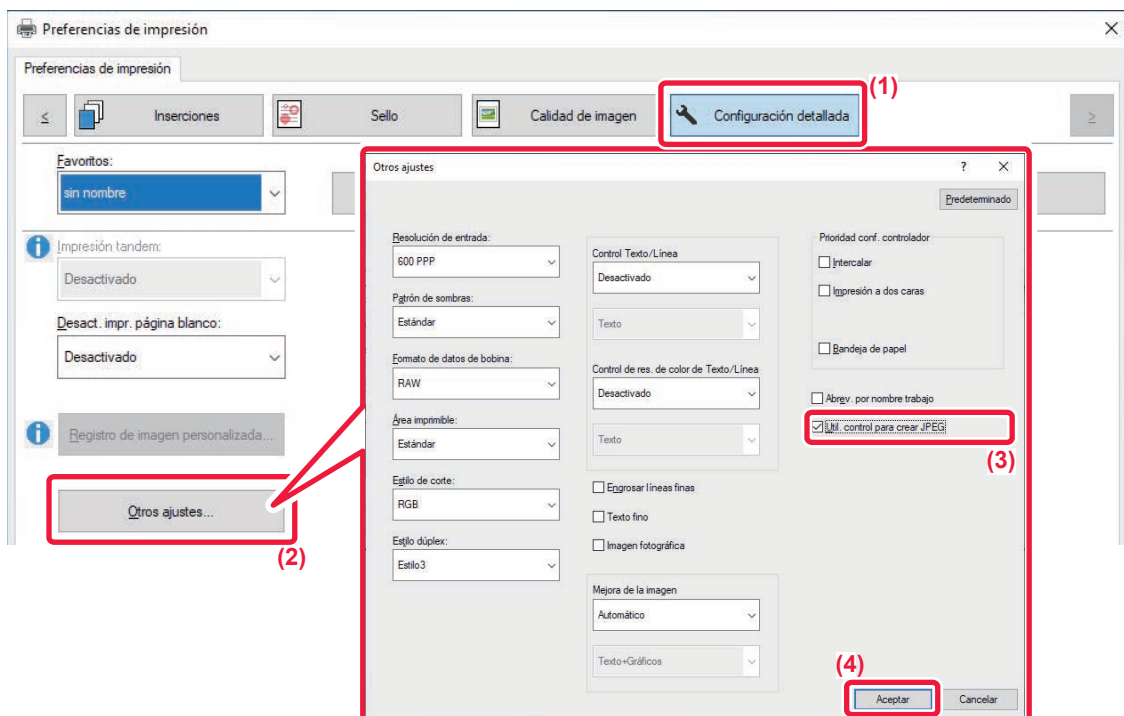 Preferencias de impresión
Preferencias de impresión
(1)
<
Inserciones
Sello
Calidad de imagen
Configuración detallada
>
Favoritos:
sin nombre
Impresión tandem:
Desactivado
Desact. impr. página blanco:
Desactivado
Registro de imagen personalizada...
Otros ajustes...
(2)
Otros ajustes
?
Predeterminado
Resolución de entrada:
600 PPP
Patrón de sombras:
Estándar
Formato de datos de bobina:
RAW
Área imprimible:
Estándar
Estilo de corte:
RGB
Estilo dúplex:
Estilo3
Control Texto/Línea
Desactivado
Texto
Control de res. de color de Texto/Línea
Desactivado
Texto
Engrosar líneas finas
Texto fino
Imagen fotográfica
Mejora de la imagen
Automático
Texto+Gráficos
Prioridad conf. controlador
Intercalar
Impresión a dos caras
Bandeja de papel
Abrev. por nombre trabajo
Util. control para crear JPEG
(3)
(4)
Aceptar
Cancelar